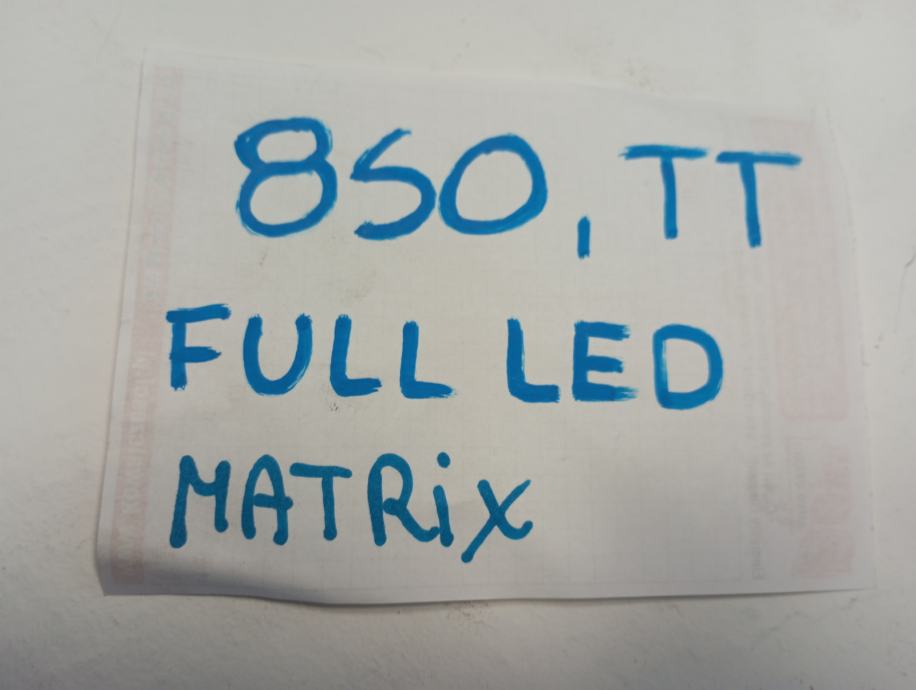 850, TT
FULL LED
MATRiX